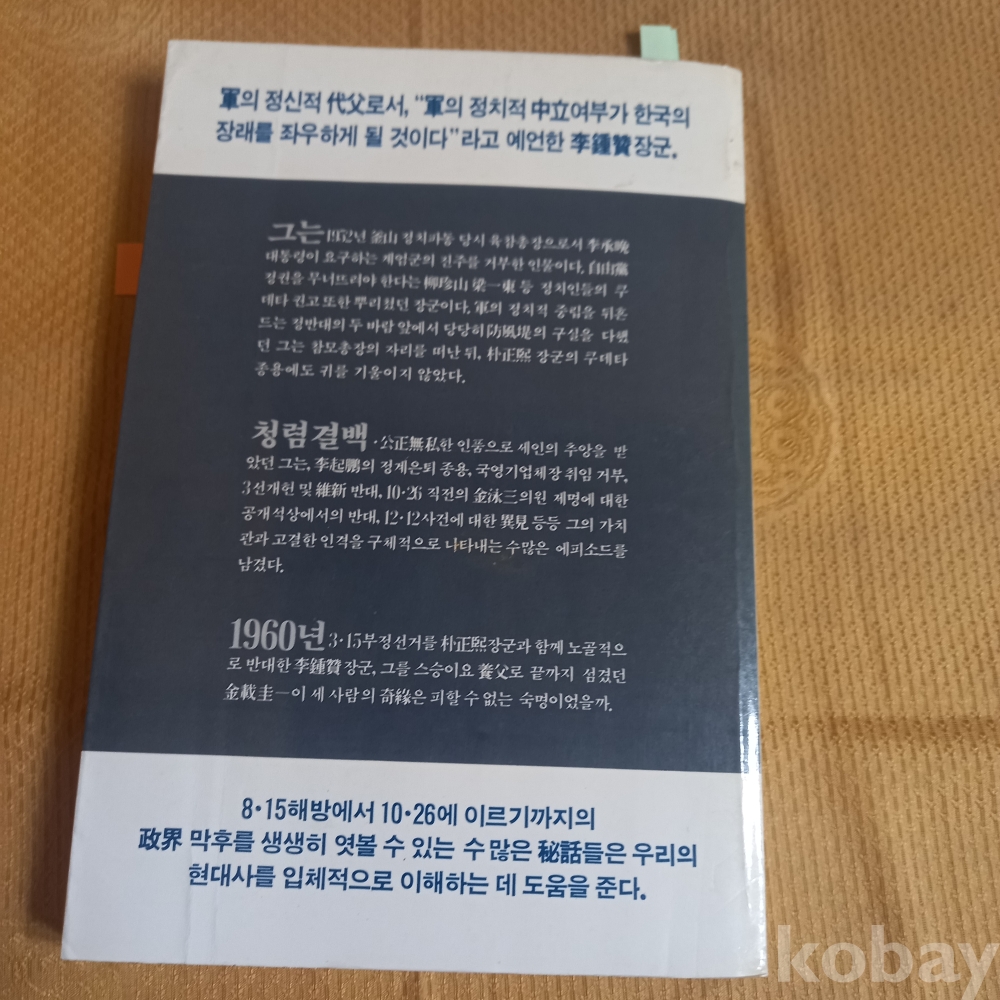 軍의 정신적 代父로서, "軍의 정치적 中立여부가 한국의
장래를 좌우하게 될 것이다"라고 예언한 李鍾贊장군.
그는 1952년 釜山 정치파동 당시 육참총장으로서 李承晩
대통령이 요구하는 계엄군의 진주를 거부한 인물이다. 自由黨
정권을 무너뜨려야 한다는 柳珍山 梁一東 등 정치인들의 쿠
데타 권고 또한 뿌리쳤던 장군이다. 軍의 정치적 중립을 뒤흔
드는 정반대의 두 바람 앞에서 당당히 防風堤의 구실을 다했
던 그는 참모총장의 자리를 떠난 뒤, 朴正熙 장군의 쿠데타
종용에도 귀를 기울이지 않았다.
청렴결백·公正無私한 인품으로 세인의 추앙을 받
았던 그는, 李起鵬의 정계은퇴 종용, 국영기업체장 취임 거부,
3선개헌 및 維新 반대, 10·26 직전의 金泳三의원 제명에 대한
공개석상에서의 반대, 12·12사건에 대한 異見 등등 그의 가치
관과 고결한 인격을 구체적으로 나타내는 수많은 에피소드를
남겼다.
1960년 3·15부정선거를 朴正熙장군과 함께 노골적으
로 반대한 李鍾贊장군, 그를 스승이요 養父로 끝까지 섬겼던
金載圭—이 세 사람의 奇緣은 피할 수 없는 숙명이었을까.
8·15해방에서 10·26에 이르기까지의
政界 막후를 생생히 엿볼 수 있는 수많은 秘話들은 우리의
현대사를 입체적으로 이해하는 데 도움을 준다.
kobay